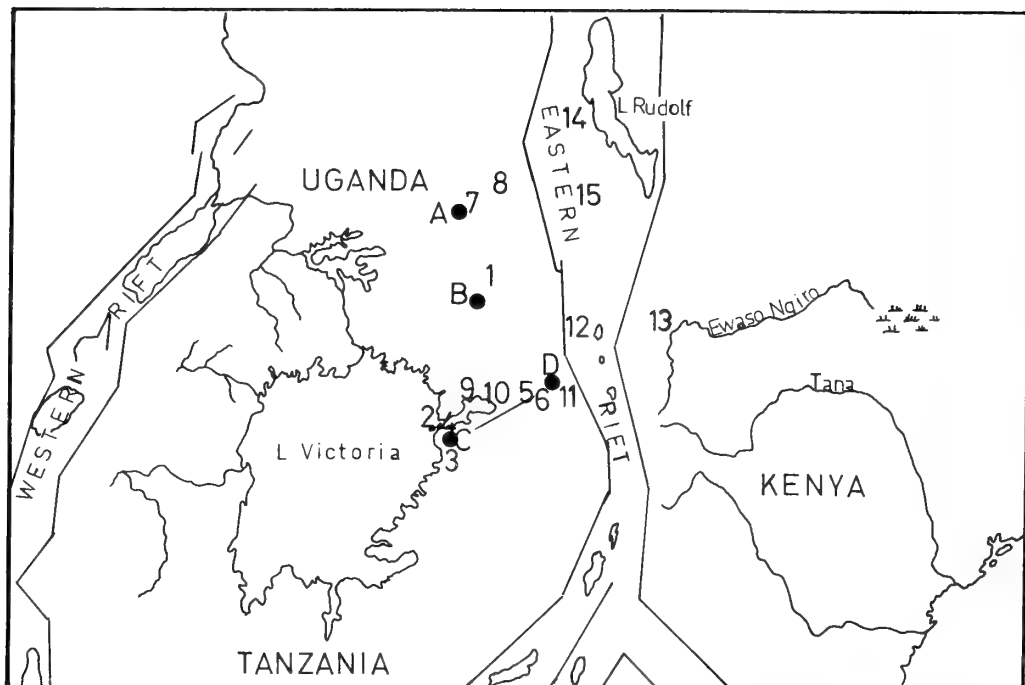 L Rudolf
EASTERN
14
UGANDA
8
15
7
A
1
B
RIFT
Ewaso Ngiro
13
12
D
Tana
9 10 5
6 11
RIFT
2 4
C
3
L Victoria
WESTERN
KENYA
TANZANIA